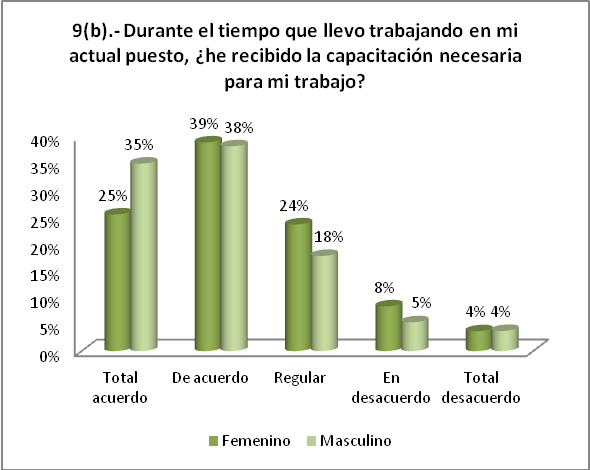 9(b).- Durante el tiempo que llevo trabajando en mi
actual puesto, ¿he recibido la capacitación necesaria
para mi trabajo?
40%
35%
30%
25%
20%
15%
10%
5%
0%
25%
35%
39%
38%
24%
18%
8%
5%
4%
4%
Total
acuerdo
De acuerdo
Regular
En
desacuerdo
Total
desacuerdo
Femenino
Masculino